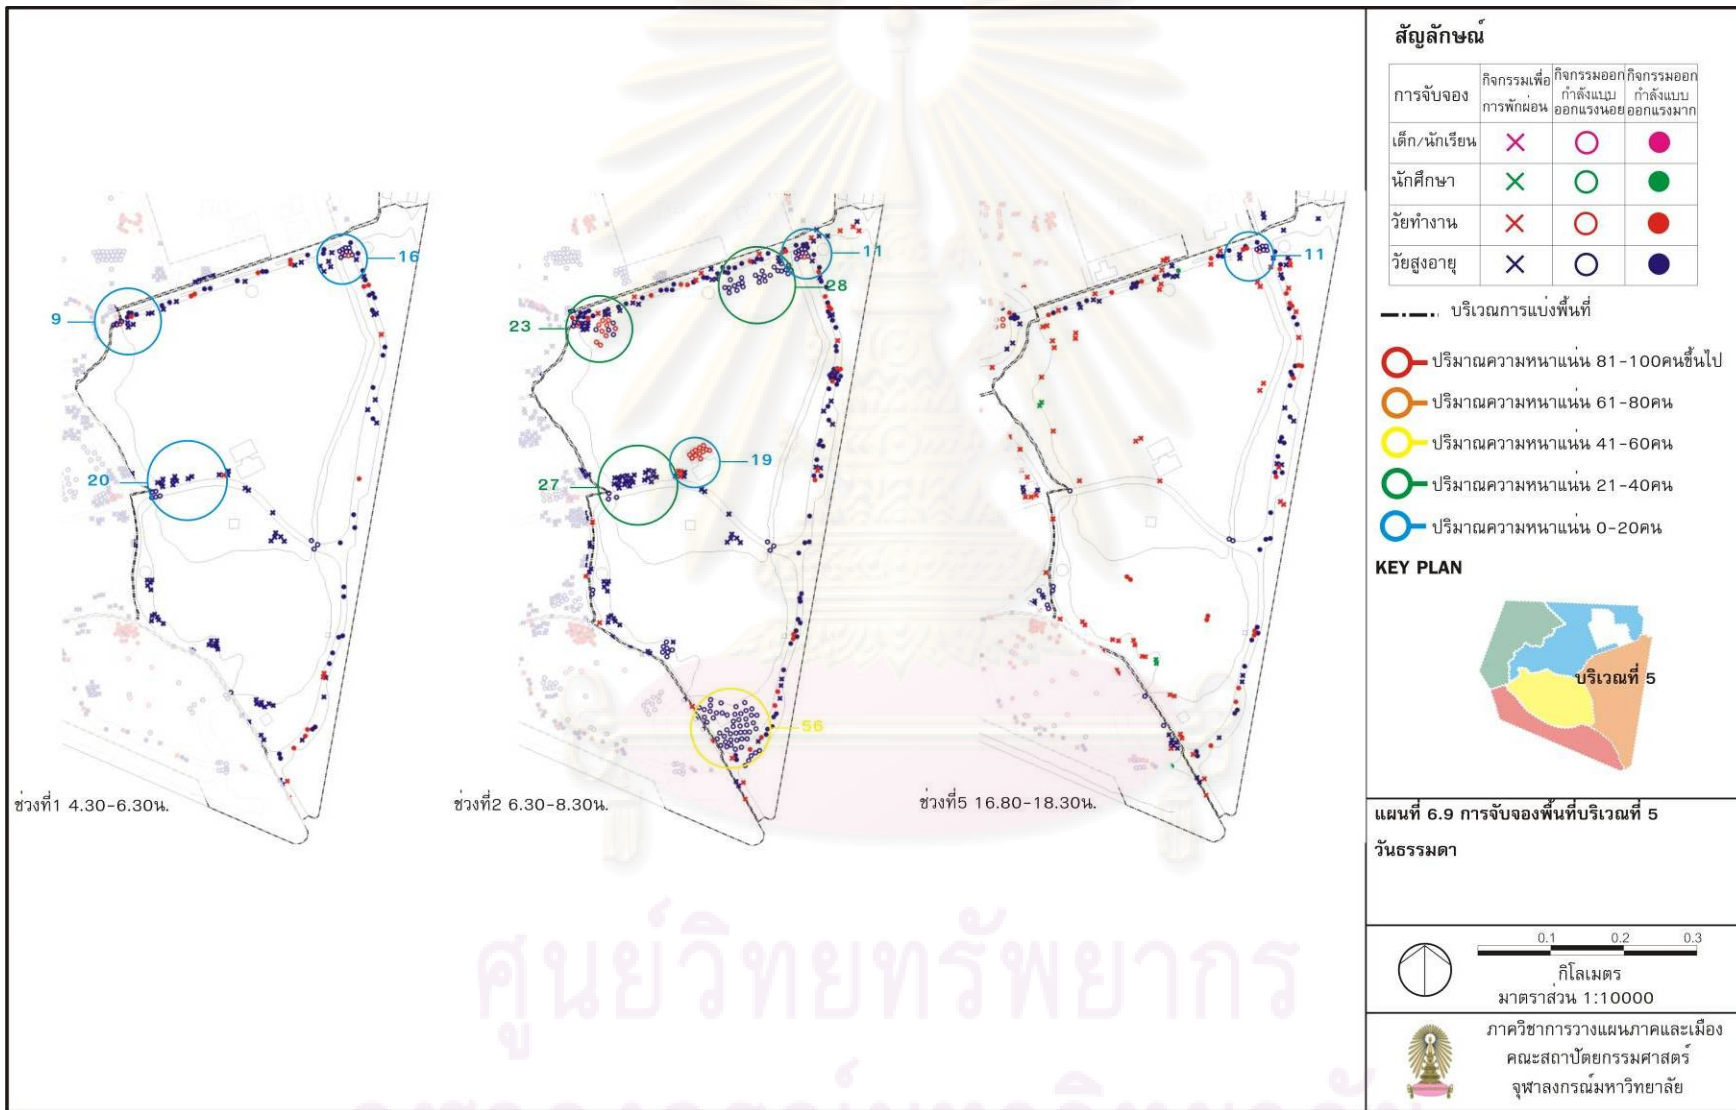 9
16
20
ช่วงที่1 4.30-6.30น.
23
28
11
27
19
56
ช่วงที่2 6.30-8.30น.
11
ช่วงที่5 16.80-18.30น.
สัญลักษณ์
การจับจอง
กิจกรรมเพื่อ
การพักผ่อน
กิจกรรมออก
กำลังแบบ
ออกแรงน้อย
กิจกรรมออก
กำลังแบบ
ออกแรงมาก
เด็ก/นักเรียน
นักศึกษา
วัยทำงาน
วัยสูงอายุ
บริเวณการแบ่งพื้นที่
ปริมาณความหนาแน่น 81-100คนขึ้นไป
ปริมาณความหนาแน่น 61-80คน
ปริมาณความหนาแน่น 41-60คน
ปริมาณความหนาแน่น 21-40คน
ปริมาณความหนาแน่น 0-20คน
KEY PLAN
บริเวณที่ 5
แผนที่ 6.9 การจับจองพื้นที่บริเวณที่ 5
วันธรรมดา
0.1 0.2 0.3
กิโลเมตร
มาตราส่วน 1:10000
ภาควิชาการวางแผนภาคและเมือง
คณะสถาปัตยกรรมศาสตร์
จุฬาลงกรณ์มหาวิทยาลัย
ศูนย์วิทยทรัพยากร
จุฬาลงกรณ์มหาวิทยาลัย